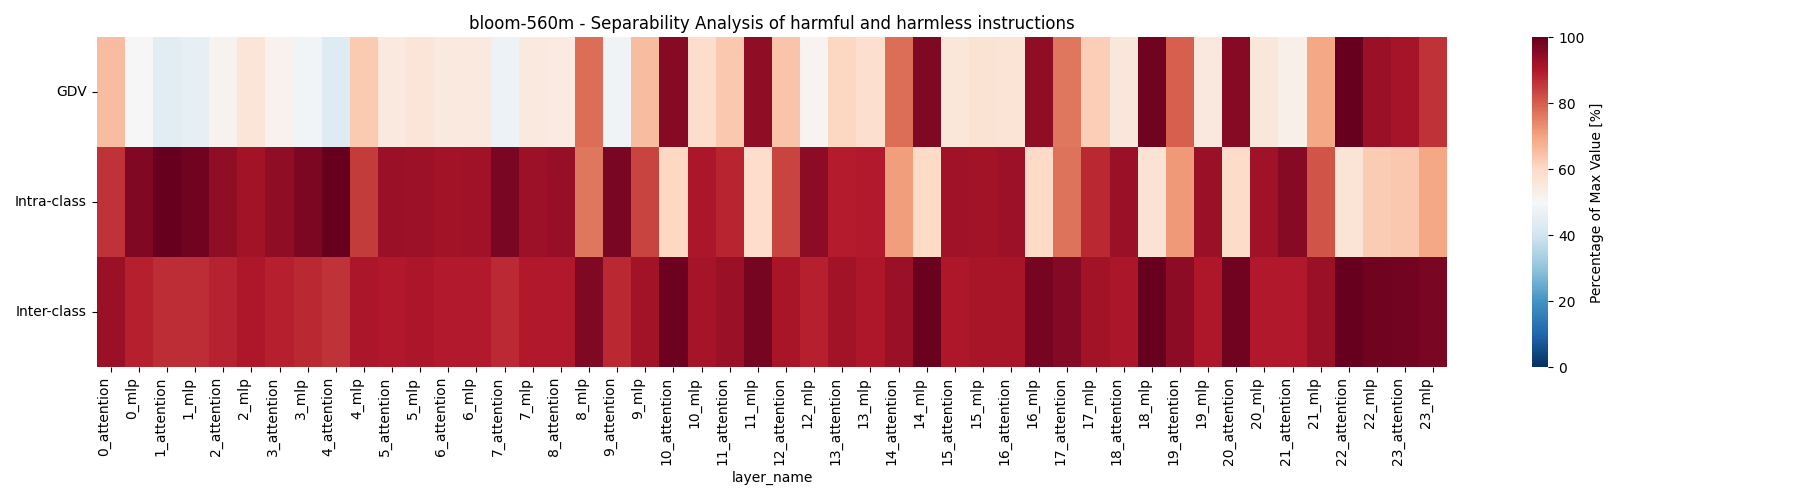 bloom-560m - Separability Analysis of harmful and harmless instructions
GDV
Intra-class
Inter-class
0_attention
0_mlp
1_attention
1_mlp
2_attention
2_mlp
3_attention
3_mlp
4_attention
4_mlp
5_attention
5_mlp
6_attention
6_mlp
7_attention
7_mlp
8_attention
8_mlp
9_attention
9_mlp
10_attention
10_mlp
11_attention
11_mlp
12_attention
12_mlp
13_attention
13_mlp
14_attention
14_mlp
15_attention
15_mlp
16_attention
16_mlp
17_attention
17_mlp
18_attention
18_mlp
19_attention
19_mlp
20_attention
20_mlp
21_attention
21_mlp
22_attention
22_mlp
23_attention
23_mlp
layer_name
100
80
60
40
20
0
Percentage of Max Value [%]